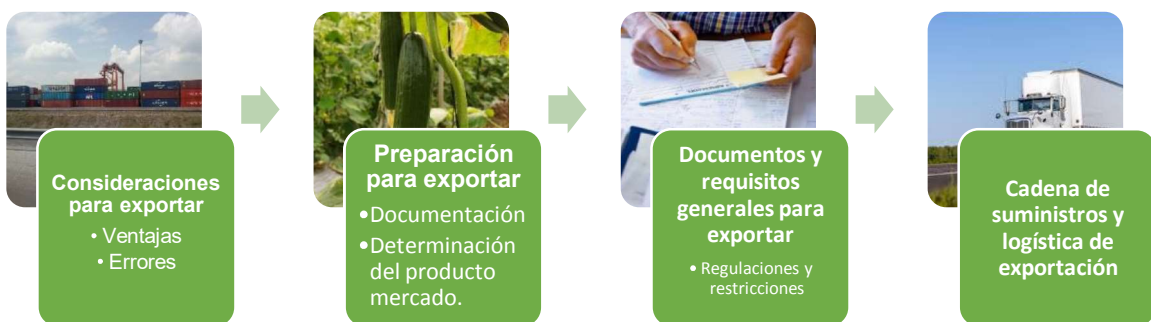 Consideraciones
para exportar
• Ventajas
• Errores
Preparación
para exportar
•Documentación
•Determinación
del producto
mercado.
Documentos y
requisitos
generales para
exportar
• Regulaciones y
restricciones
Cadena de
suministros y
logística de
exportación